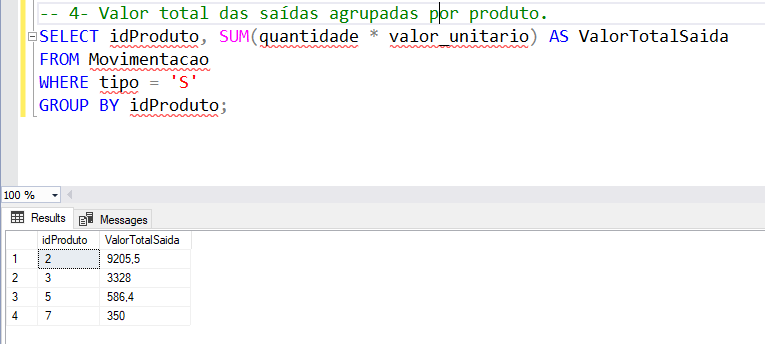 -- 4- Valor total das saídas agrupadas por produto.
SELECT idProduto, SUM(quantidade * valor_unitario) AS ValorTotalSaida
FROM Movimentacao
WHERE tipo = 'S'
GROUP BY idProduto;
100 %
Results Messages
idProduto ValorTotalSaida
1 2 9205,5
2 3 3328
3 5 586,4
4 7 350